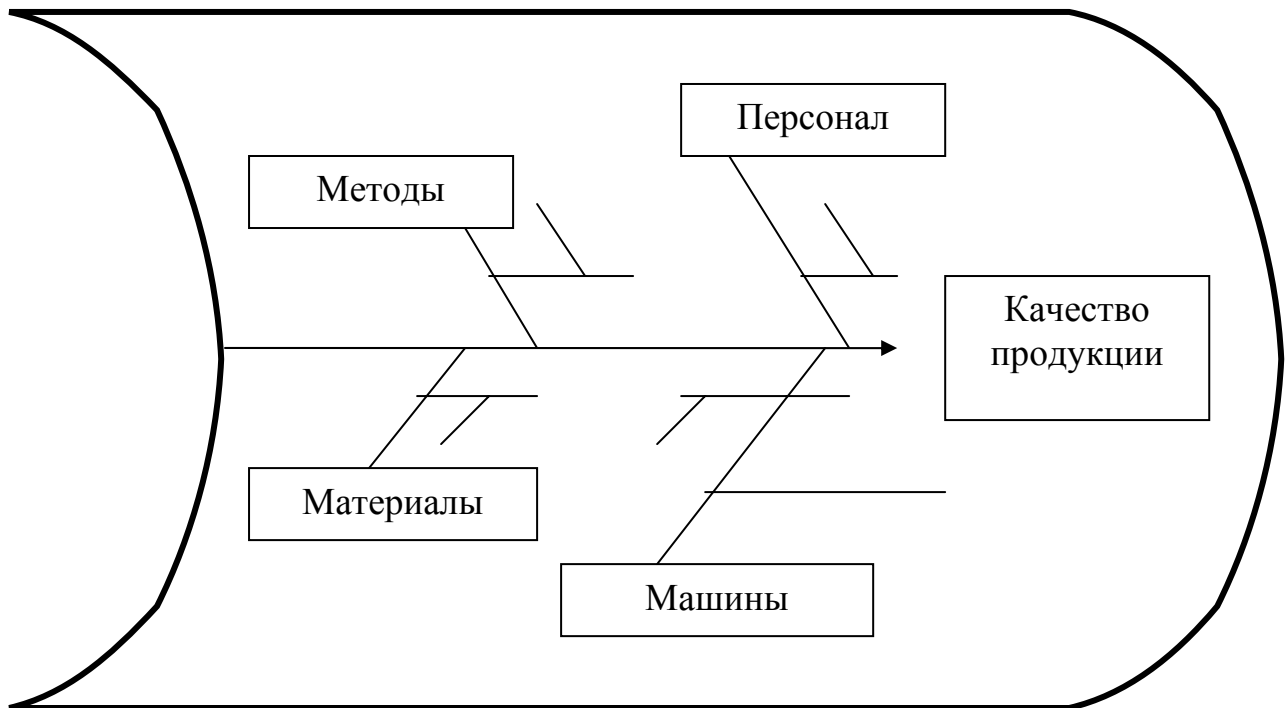 Персонал
Методы
Качество
продукции
Материалы
Машины